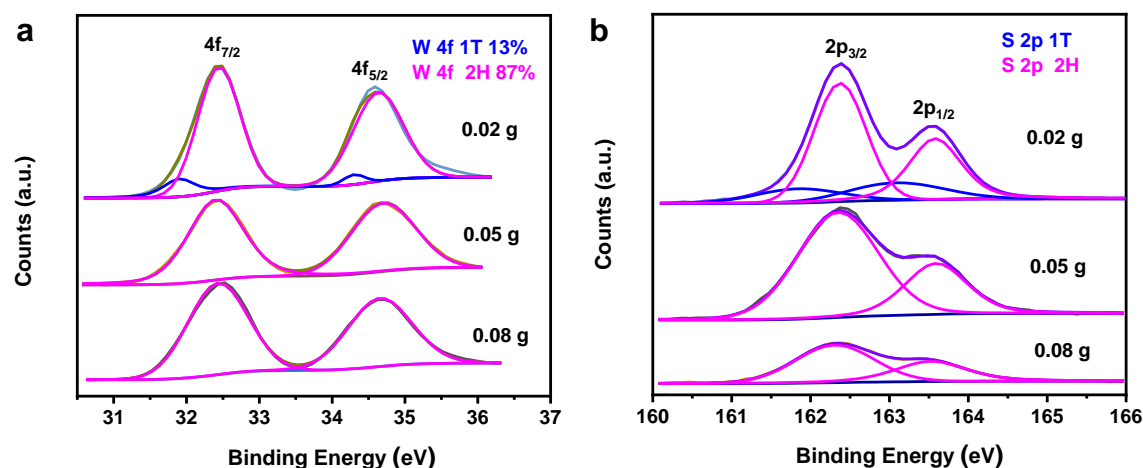 a
4f7/2
4f5/2
W 4f 1T 13%
W 4f 2H 87%
0.02 g
0.05 g
0.08 g
Counts (a.u.)
31 32 33 34 35 36 37
Binding Energy (eV)
b
2p3/2
2p1/2
S 2p 1T
S 2p 2H
0.02 g
0.05 g
0.08 g
Counts (a.u.)
160 161 162 163 164 165 166
Binding Energy (eV)